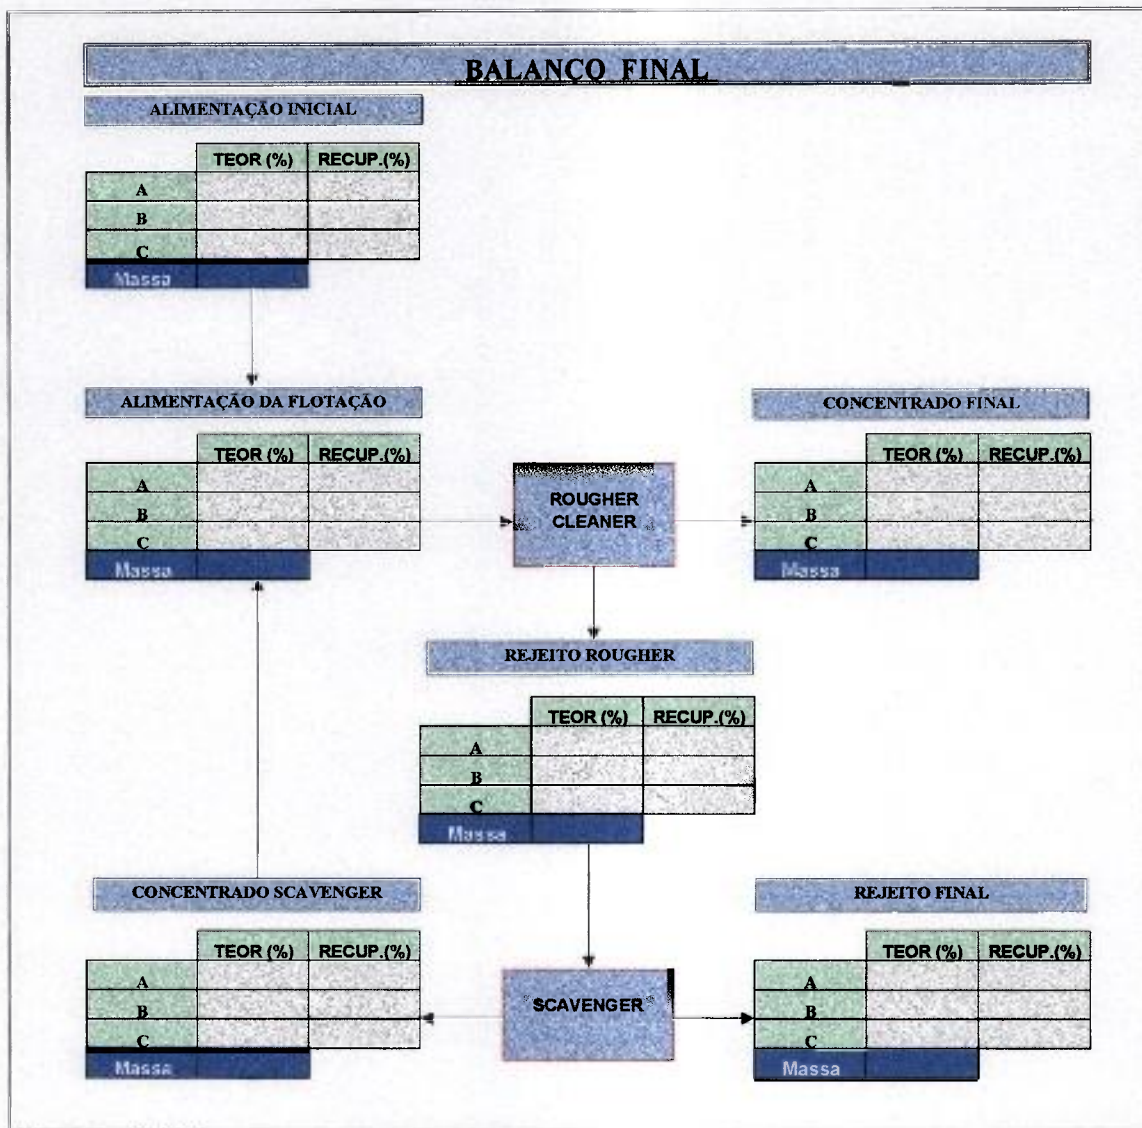 BALANÇO FINAL
ALIMENTAÇÃO INICIAL
TEOR (%) RECUP.(%)
A
B
C
Massa
ALIMENTAÇÃO DA FLOTAÇÃO
TEOR (%) RECUP.(%)
A
B
C
Massa
ROUGHER
CLEANER
CONCENTRADO FINAL
TEOR (%) RECUP.(%)
A
B
C
Massa
REJEITO ROUGHER
TEOR (%) RECUP.(%)
A
B
C
Massa
CONCENTRADO SCAVENGER
TEOR (%) RECUP.(%)
A
B
C
Massa
SCAVENGER
REJEITO FINAL
TEOR (%) RECUP.(%)
A
B
C
Massa